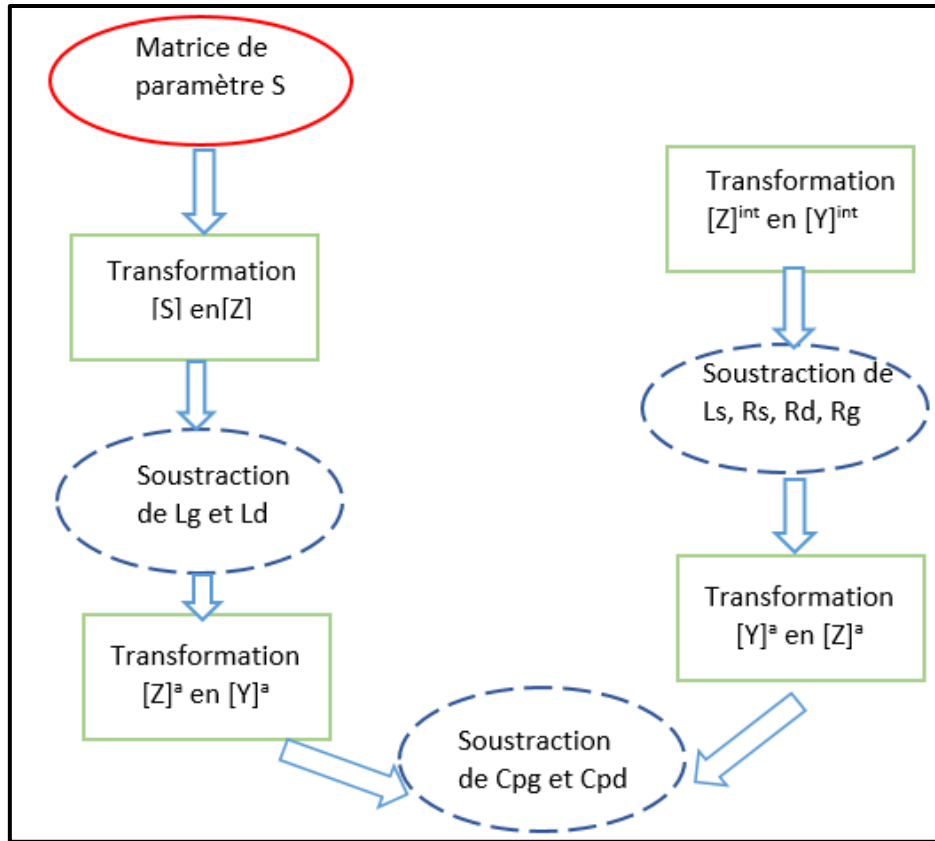 Matrice de
paramètre S
Transformation
[S] en[Z]
Soustraction
de Lg et Ld
Transformation
[Z]ᵃ en [Y]ᵃ
Soustraction
de Cpg et Cpd
Transformation
[Z]ⁱⁿᵗ en [Y]ⁱⁿᵗ
Soustraction de
Ls, Rs, Rd, Rg
Transformation
[Y]ᵃ en [Z]ᵃ